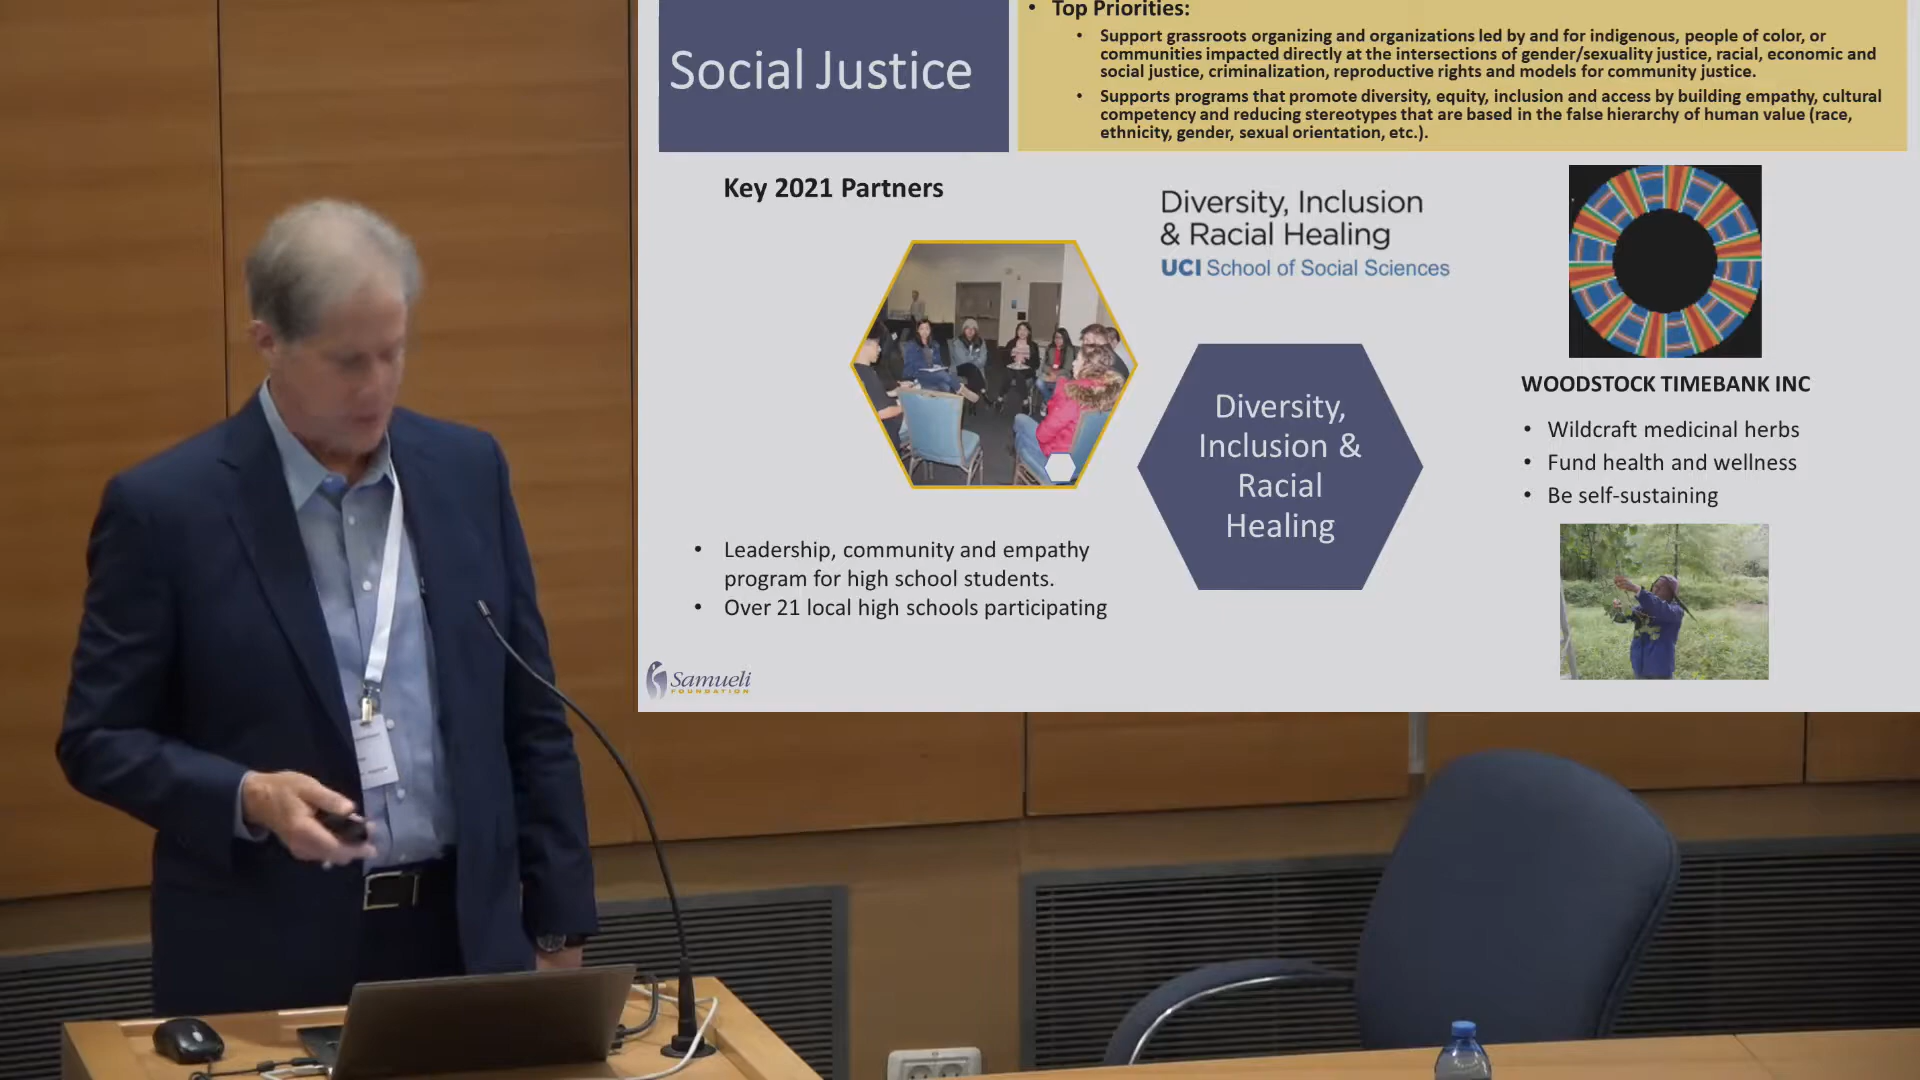 Social Justice
• Top Priorities:
• Support grassroots organizing and organizations led by and for indigenous, people of color, or
communities impacted directly at the intersections of gender/sexuality justice, racial, economic and
social justice, criminalization, reproductive rights and models for community justice.
• Supports programs that promote diversity, equity, inclusion and access by building empathy, cultural
competency and reducing stereotypes that are based in the false hierarchy of human value (race,
ethnicity, gender, sexual orientation, etc.).
Key 2021 Partners
Diversity, Inclusion
& Racial Healing
UCI School of Social Sciences
Diversity,
Inclusion &
Racial
Healing
• Leadership, community and empathy
program for high school students.
• Over 21 local high schools participating
WOODSTOCK TIMEBANK INC
• Wildcraft medicinal herbs
• Fund health and wellness
• Be self-sustaining
Samueli
FOUNDATION